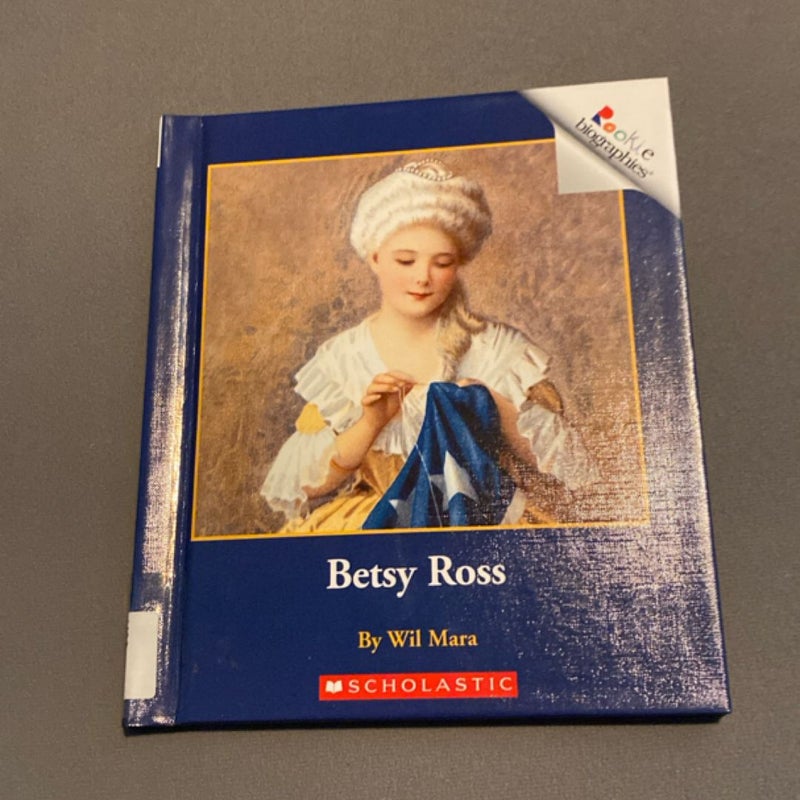 Rookie
biographies®
Betsy Ross
By Wil Mara
SCHOLASTIC